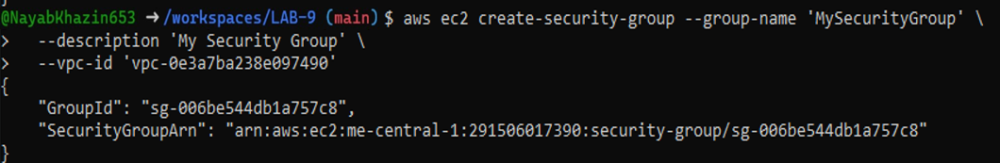 @NayabKhazin653 ➜ /workspaces/LAB-9 (main) $ aws ec2 create-security-group --group-name 'MySecurityGroup' \
>   --description 'My Security Group' \
>   --vpc-id 'vpc-0e3a7ba238e097490'
{
    "GroupId": "sg-006be544db1a757c8",
    "SecurityGroupArn": "arn:aws:ec2:me-central-1:291506017390:security-group/sg-006be544db1a757c8"
}